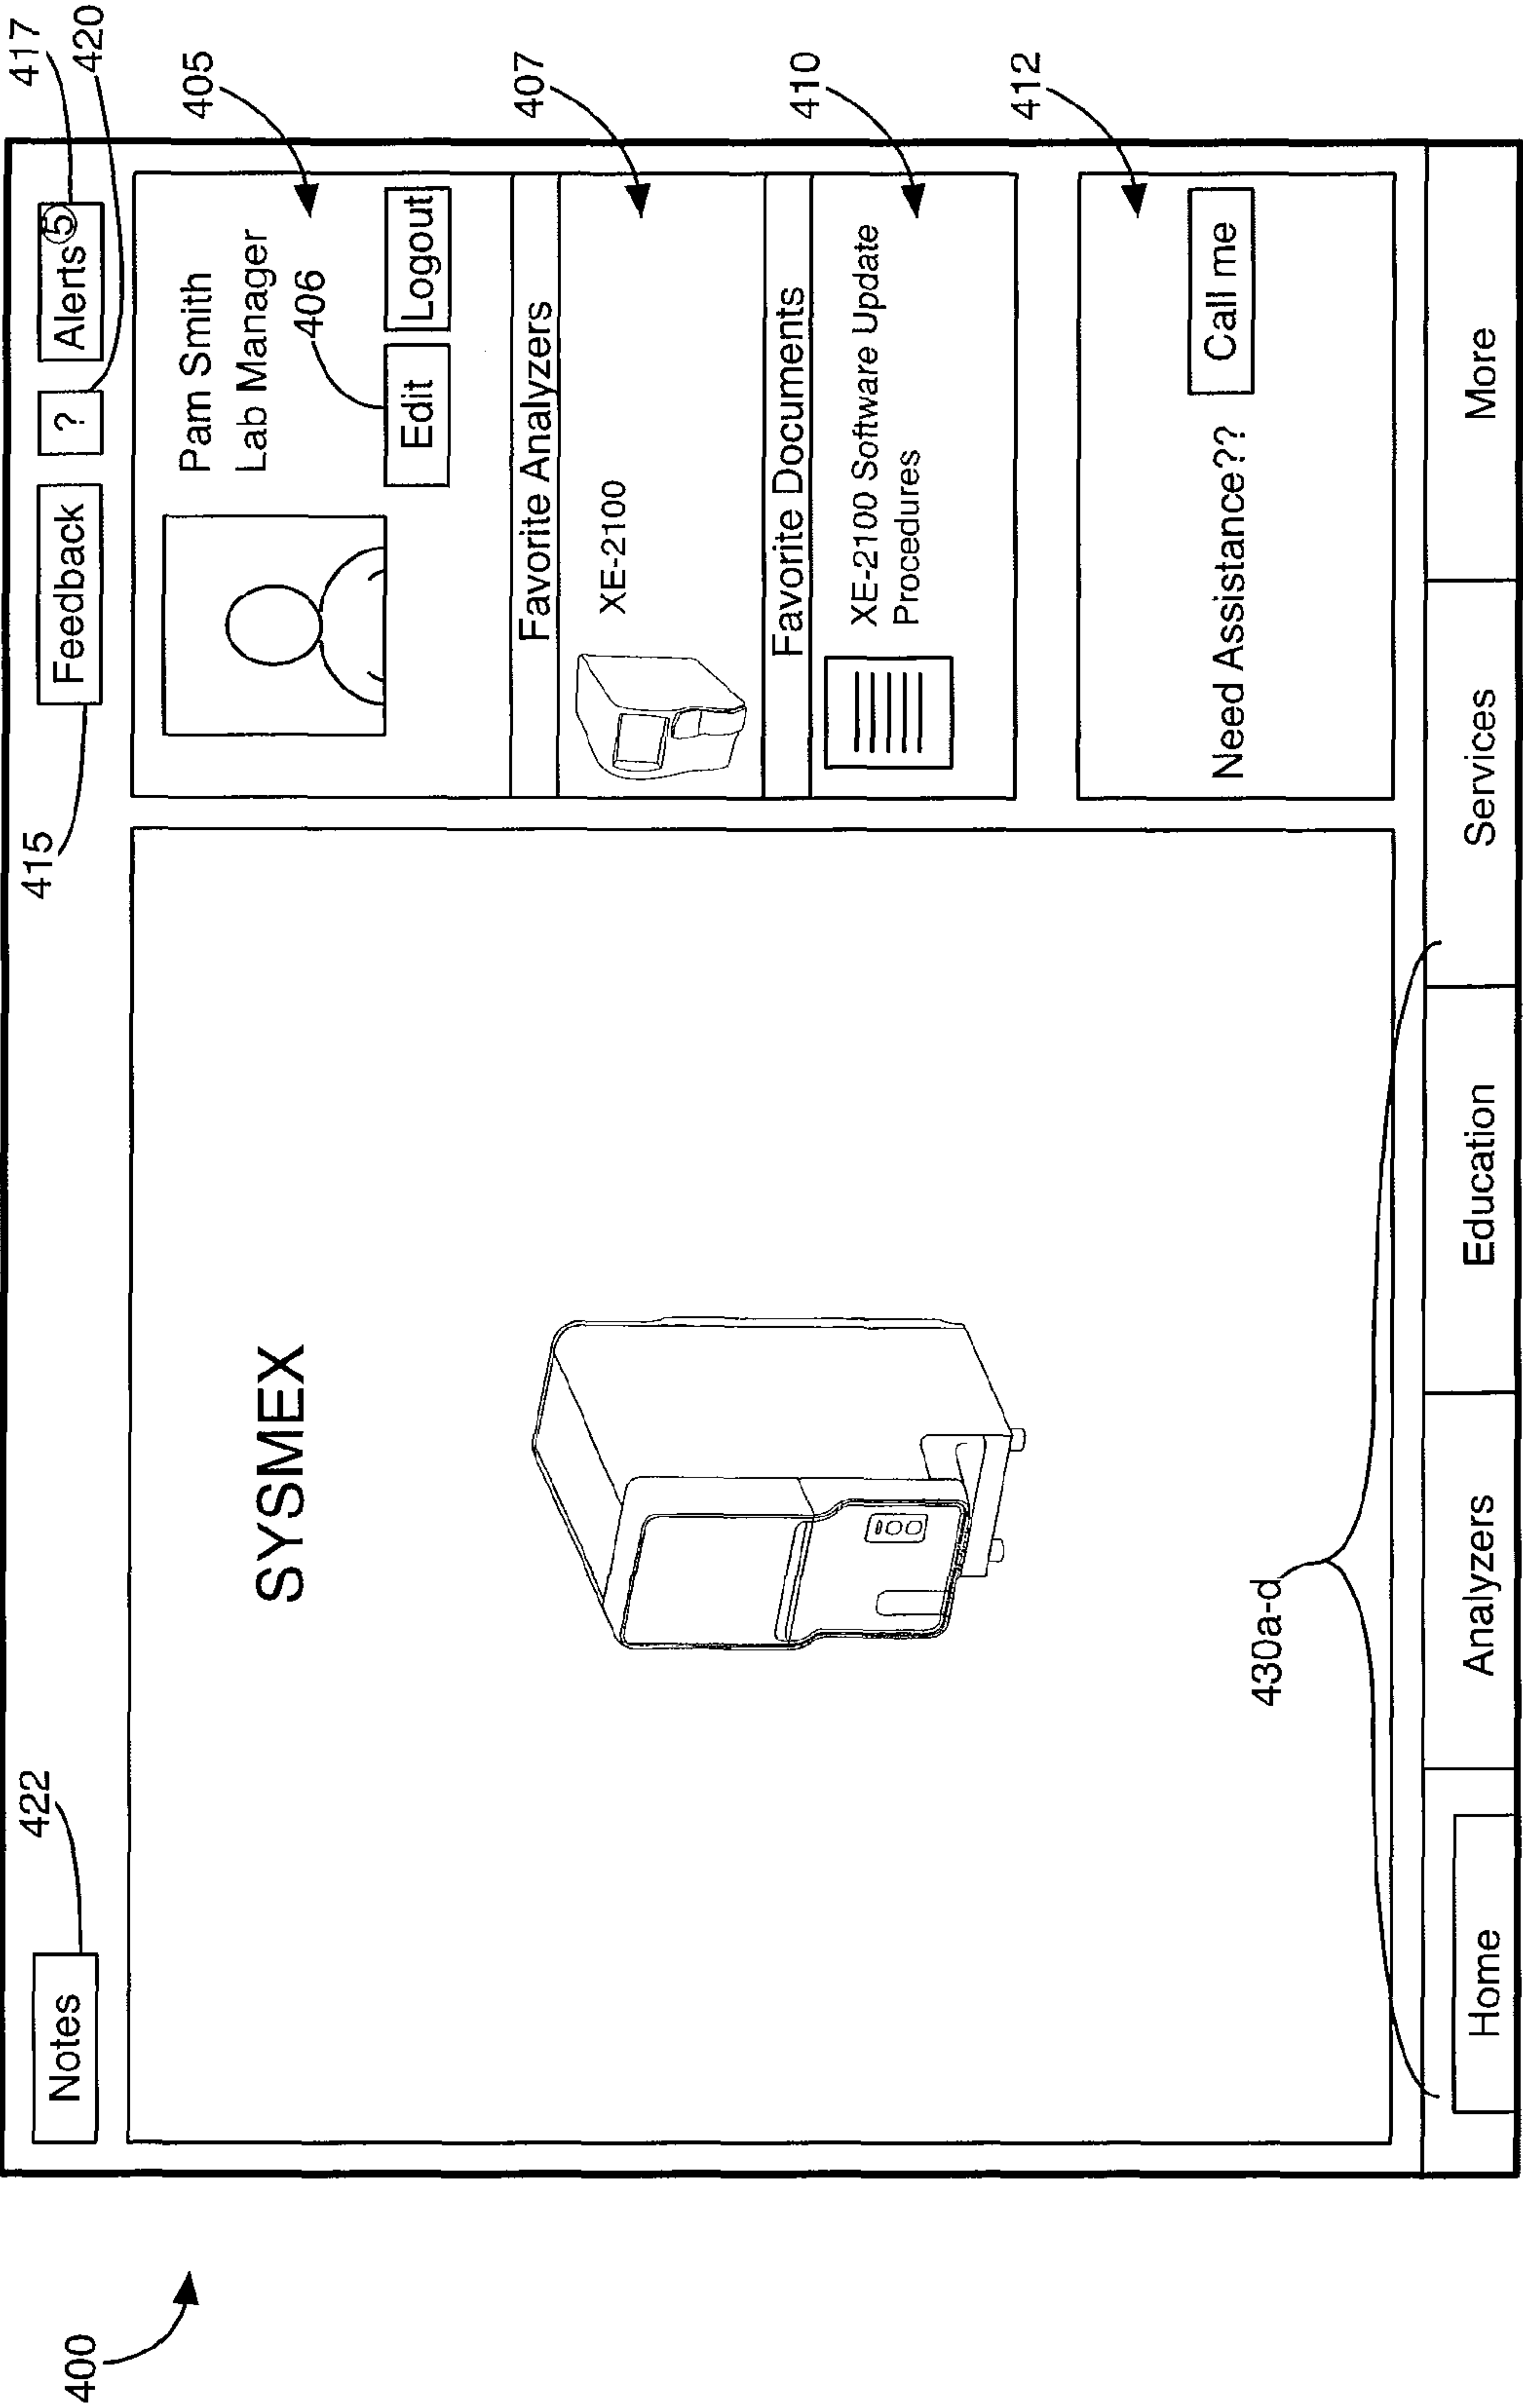 400
422
415
417
420
Notes
Feedback
?
Alerts 5
SYSMEX
Pam Smith
Lab Manager
405
406
Edit
Logout
Favorite Analyzers
XE-2100
407
Favorite Documents
XE-2100 Software Update
Procedures
410
Need Assistance??
Call me
412
430a-d
Home
Analyzers
Education
Services
More